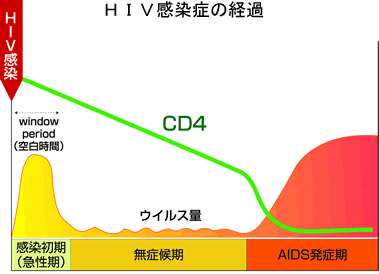 HIV感染症の経過
HIV感染
window
period
(空白時間)
CD4
ウイルス量
感染初期
(急性期)
無症候期
AIDS発症期